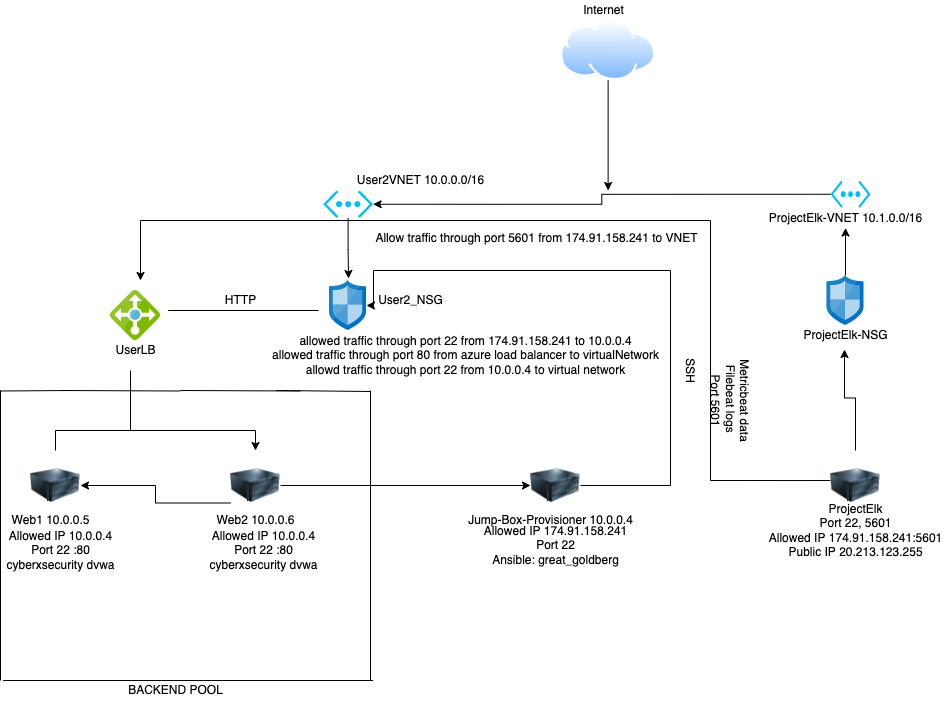 Internet
User2VNET 10.0.0.0/16
ProjectElk-VNET 10.1.0.0/16
Allow traffic through port 5601 from 174.91.158.241 to VNET
HTTP
User2_NSG
UserLB
allowed traffic through port 22 from 174.91.158.241 to 10.0.0.4
allowed traffic through port 80 from azure load balancer to virtualNetwork
allowd traffic through port 22 from 10.0.0.4 to virtual network
ProjectElk-NSG
SSH
Metricbeat data
Filebeat logs
Port 5601
Web1 10.0.0.5
Allowed IP 10.0.0.4
Port 22 :80
cyberxsecurity dvwa
Web2 10.0.0.6
Allowed IP 10.0.0.4
Port 22 :80
cyberxsecurity dvwa
Jump-Box-Provisioner 10.0.0.4
Allowed IP 174.91.158.241
Port 22
Ansible: great_goldberg
ProjectElk
Port 22, 5601
Allowed IP 174.91.158.241:5601
Public IP 20.213.123.255
BACKEND POOL